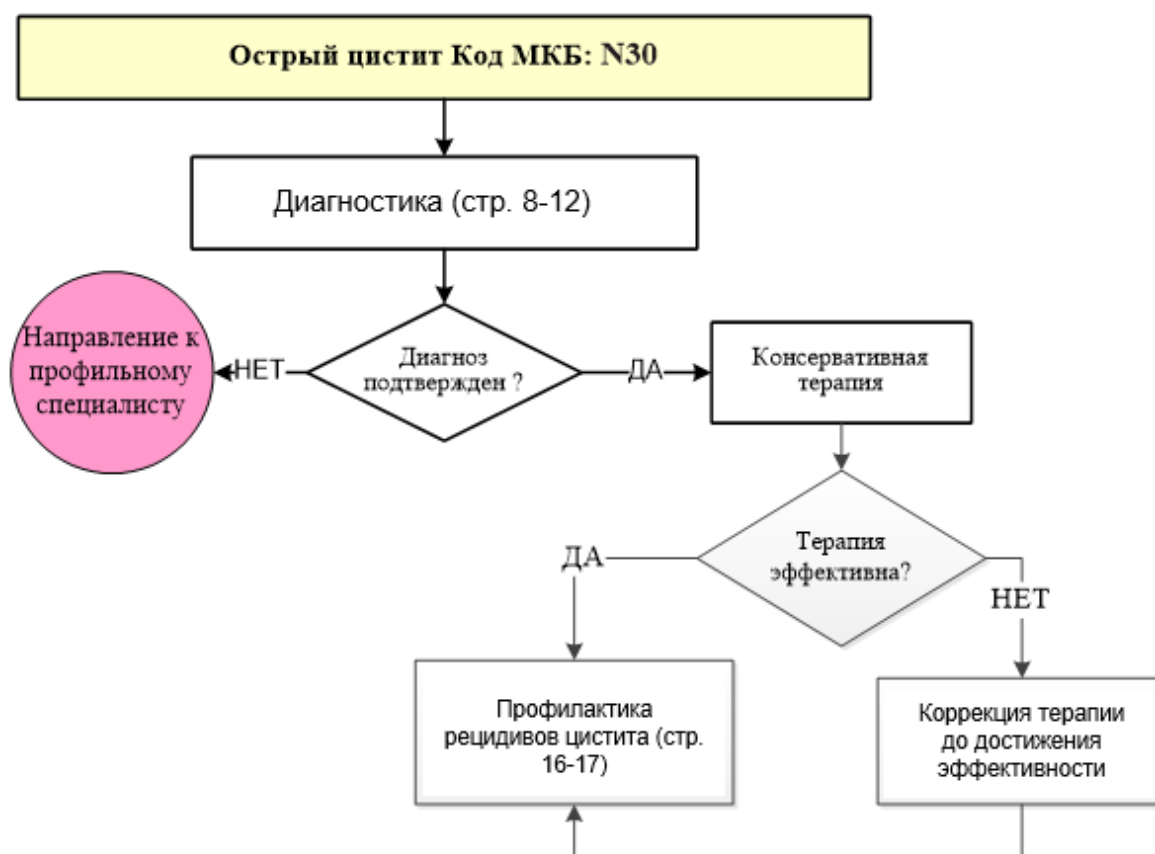 Острый цистит Код МКБ: N30
Диагностика (стр. 8-12)
Направление к
профильному
специалисту
НЕТ
Диагноз
подтвержден ?
ДА
Консервативная
терапия
Терапия
эффективна?
ДА
НЕТ
Профилактика
рецидивов цистита (стр.
16-17)
Коррекция терапии
до достижения
эффективности